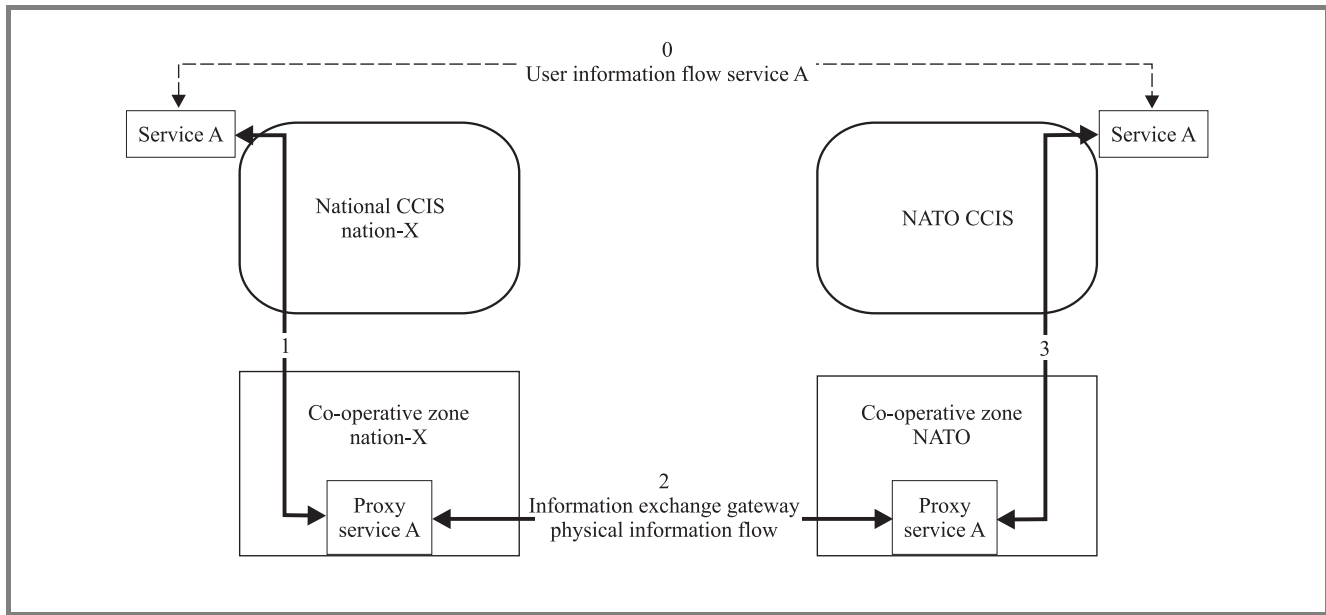 0
User information flow service A
Service A
Service A
National CCIS
nation-X
NATO CCIS
1
3
Co-operative zone
nation-X
Co-operative zone
NATO
2
Information exchange gateway
physical information flow
Proxy
service A
Proxy
service A